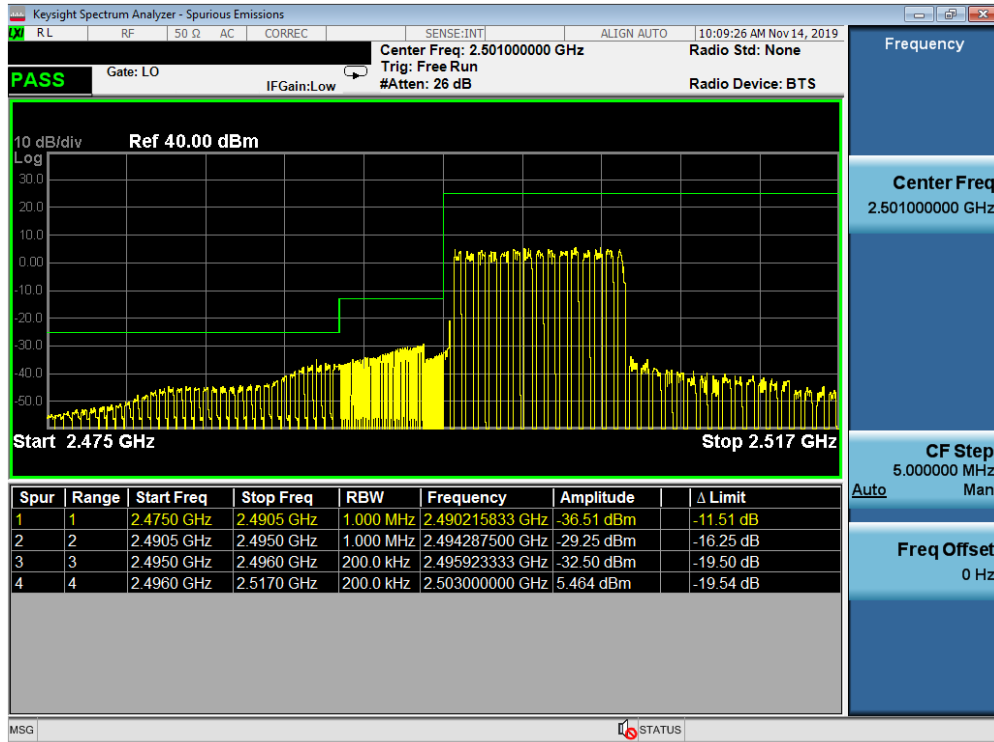 Keysight Spectrum Analyzer - Spurious Emissions
LXI RL RF 50 Ω AC CORREC SENSE:INT ALIGN AUTO 10:09:26 AM Nov 14, 2019
Center Freq: 2.501000000 GHz Radio Std: None
Gate: LO Trig: Free Run
PASS IFGain:Low #Atten: 26 dB Radio Device: BTS
10 dB/div Ref 40.00 dBm
Log
30.0
20.0
10.0
0.00
-10.0
-20.0
-30.0
-40.0
-50.0
Start 2.475 GHz Stop 2.517 GHz
Spur Range Start Freq Stop Freq RBW Frequency Amplitude Δ Limit
1 1 2.4750 GHz 2.4905 GHz 1.000 MHz 2.490215833 GHz -36.51 dBm -11.51 dB
2 2 2.4905 GHz 2.4950 GHz 1.000 MHz 2.494287500 GHz -29.25 dBm -16.25 dB
3 3 2.4950 GHz 2.4960 GHz 200.0 kHz 2.495923333 GHz -32.50 dBm -19.50 dB
4 4 2.4960 GHz 2.5170 GHz 200.0 kHz 2.503000000 GHz 5.464 dBm -19.54 dB
Frequency
Center Freq
2.501000000 GHz
CF Step
5.000000 MHz
Auto Man
Freq Offset
0 Hz
MSG STATUS